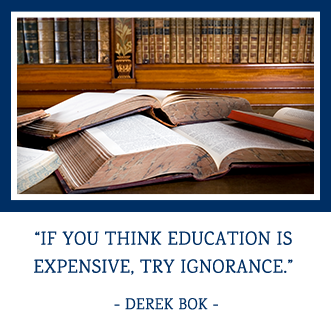 “IF YOU THINK EDUCATION IS
EXPENSIVE, TRY IGNORANCE.”
- DEREK BOK -